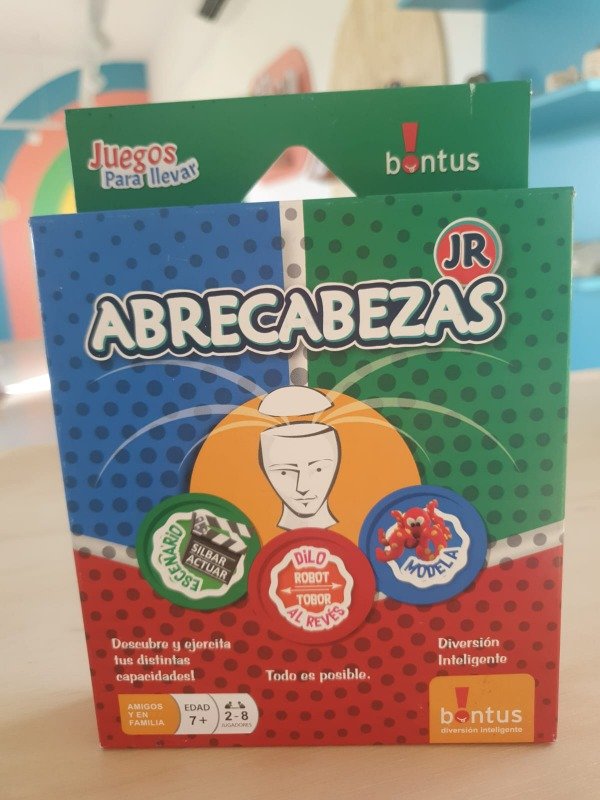 Juegos
Para llevar
bontus
JR
ABRECABEZAS
ESCENARIO
SILBAR
ACTUAR
DILO
ROBOT
TOBOR
AL REVÉS
MODELA
Descubre y ejercita
tus distintas
capacidades!
Todo es posible.
Diversión
Inteligente
AMIGOS
Y EN
FAMILIA
EDAD
7+
2-8
JUGADORES
bontus
diversión inteligente